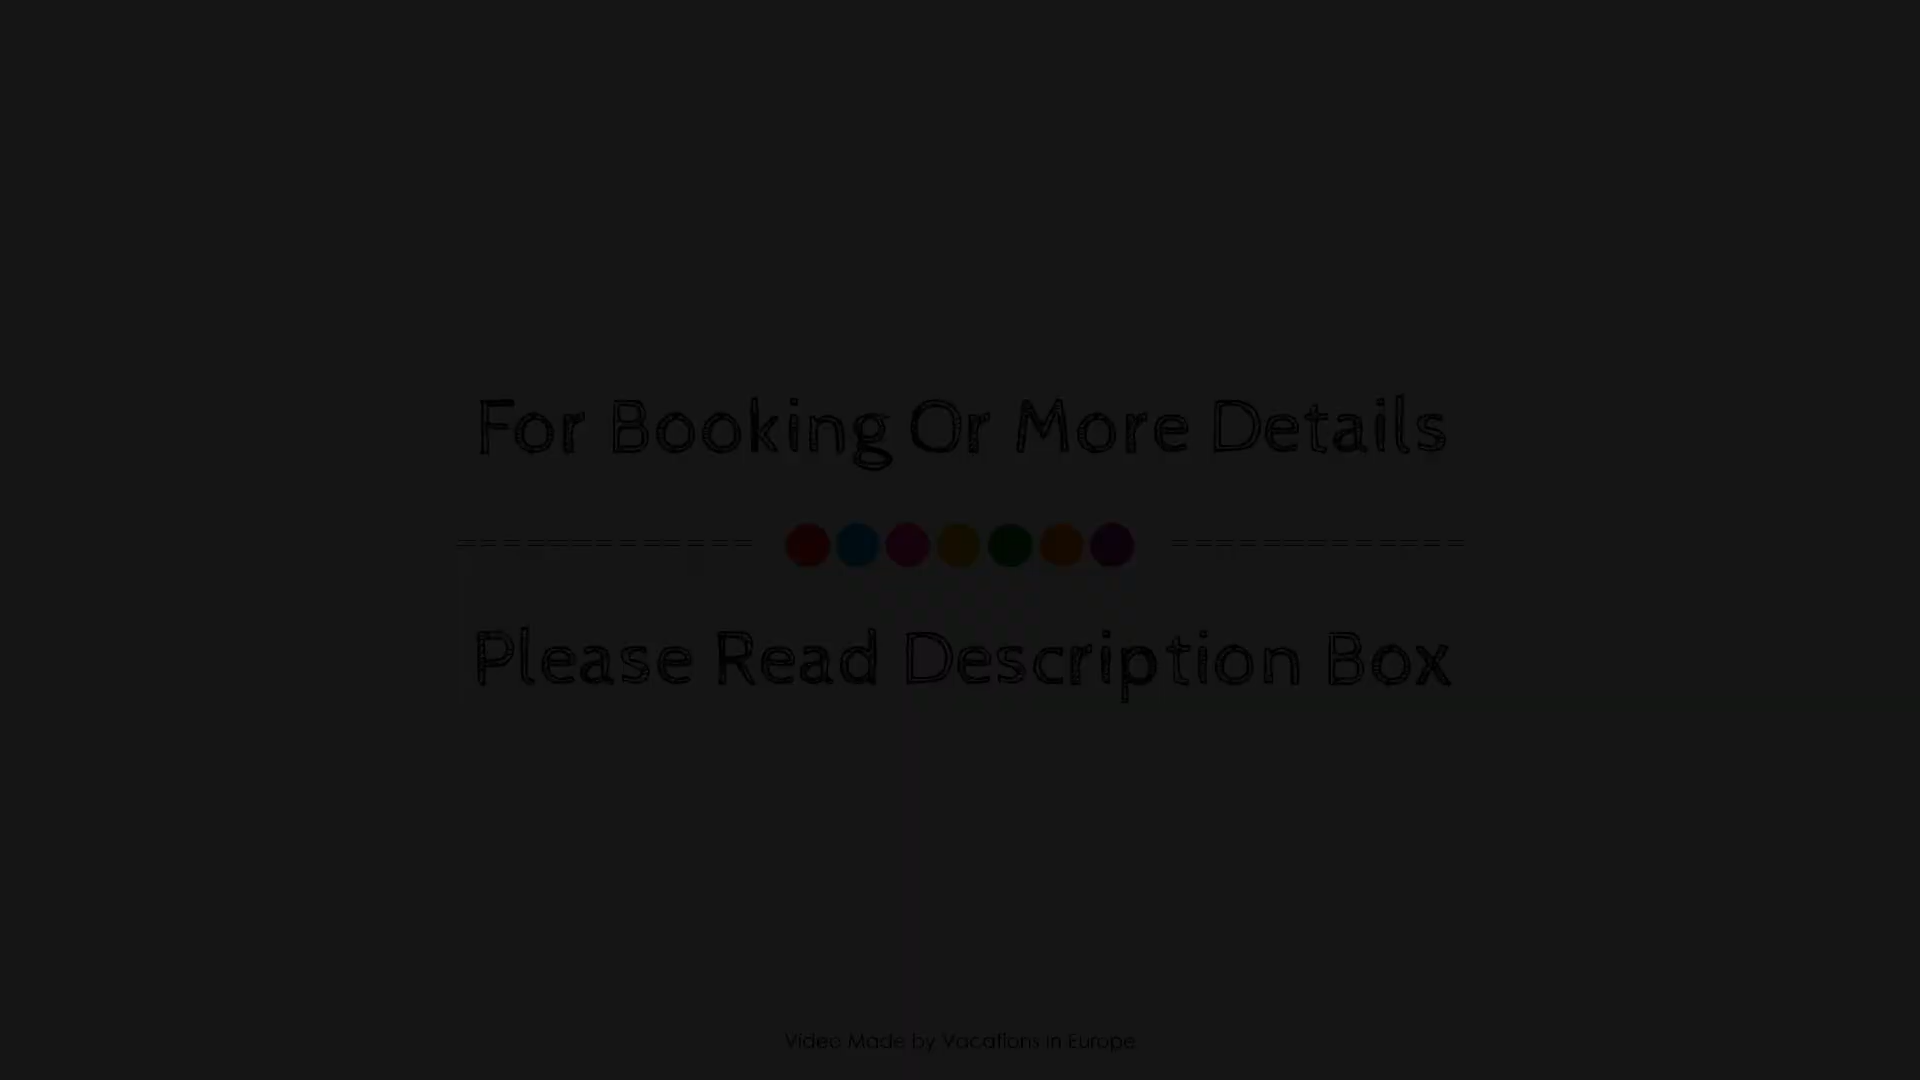 For Booking Or More Details
Please Read Description Box
Video Made by Vacations in Europe